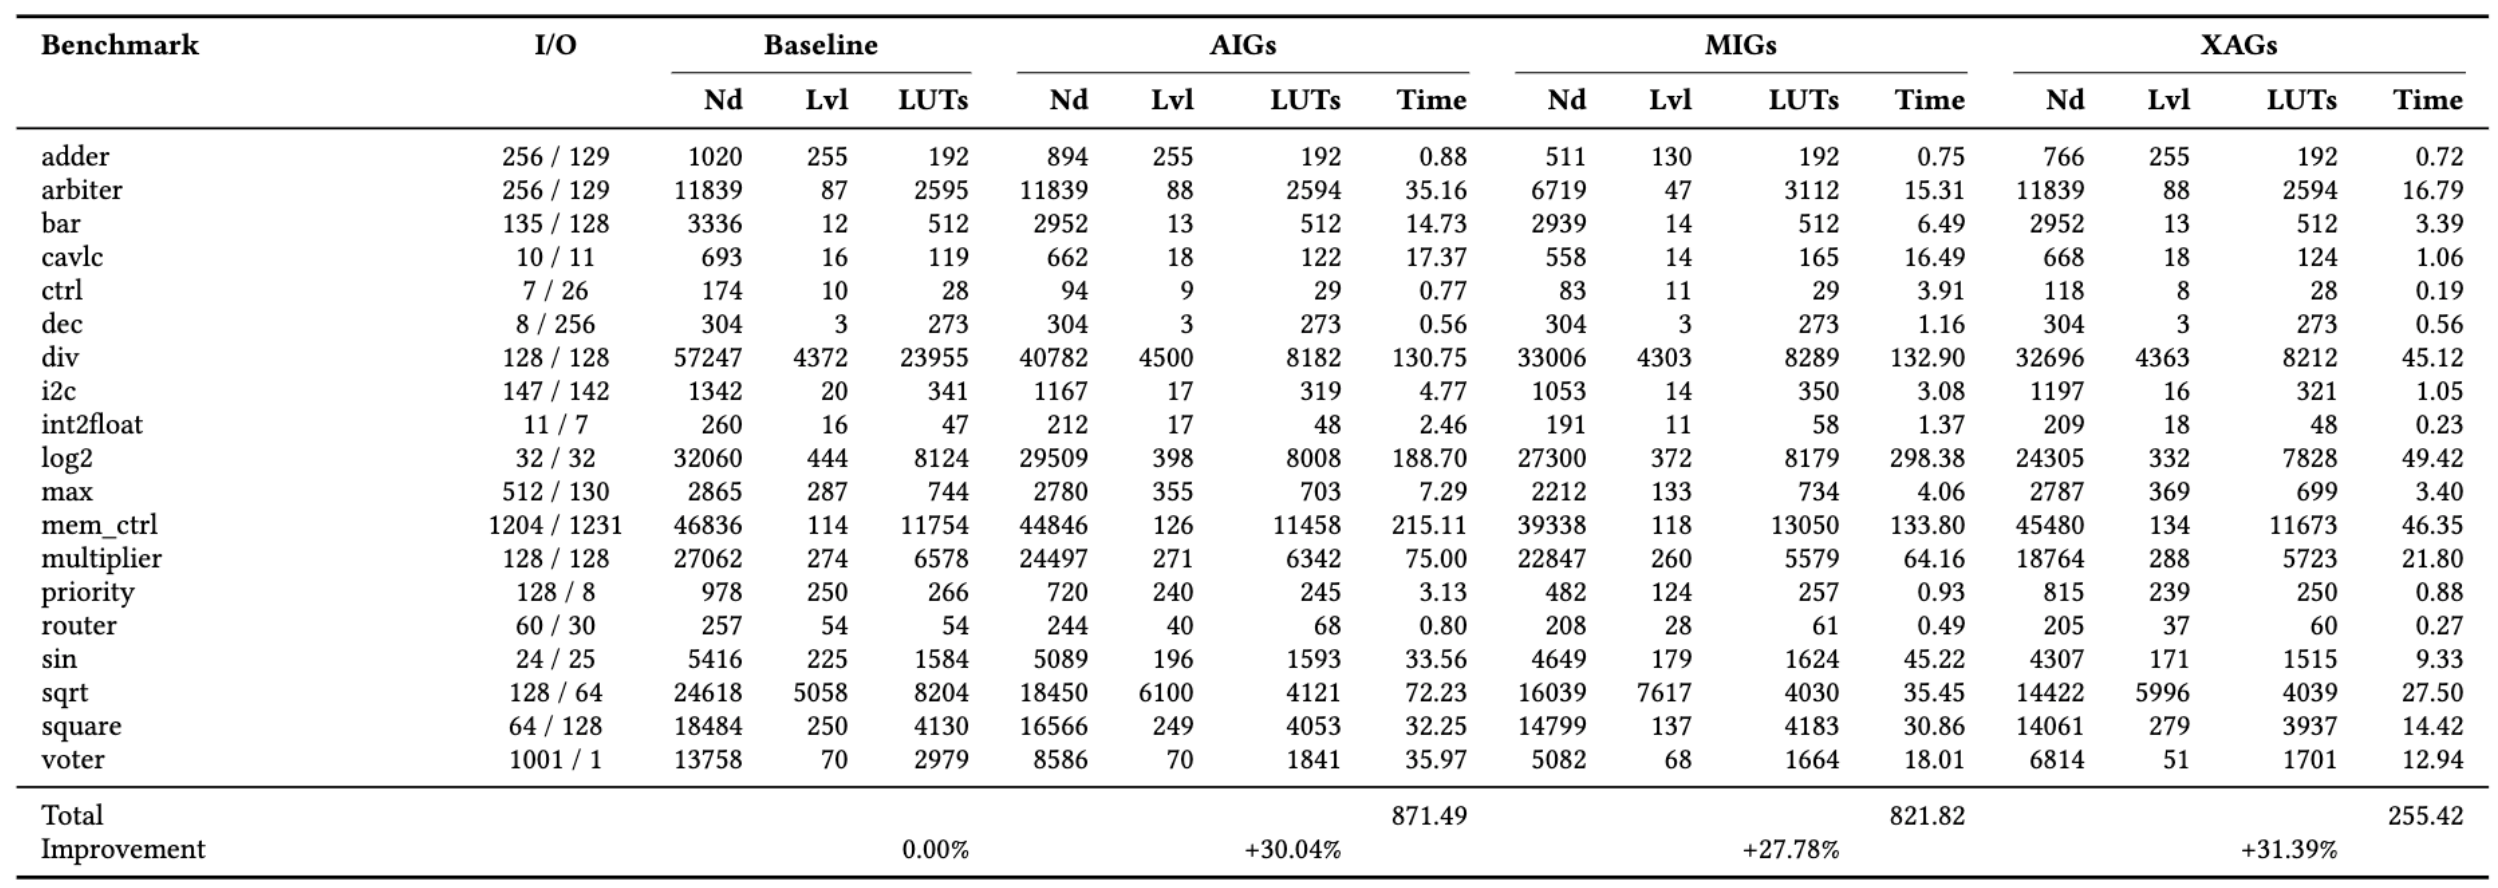 Benchmark I/O Baseline AIGs MIGs XAGs
Nd Lvl LUTs Nd Lvl LUTs Time Nd Lvl LUTs Time Nd Lvl LUTs Time
adder 256 / 129 1020 255 192 894 255 192 0.88 511 130 192 0.75 766 255 192 0.72
arbiter 256 / 129 11839 87 2595 11839 88 2594 35.16 6719 47 3112 15.31 11839 88 2594 16.79
bar 135 / 128 3336 12 512 2952 13 512 14.73 2939 14 512 6.49 2952 13 512 3.39
cavlc 10 / 11 693 16 119 662 18 122 17.37 558 14 165 16.49 668 18 124 1.06
ctrl 7 / 26 174 10 28 94 9 29 0.77 83 11 29 3.91 118 8 28 0.19
dec 8 / 256 304 3 273 304 3 273 0.56 304 3 273 1.16 304 3 273 0.56
div 128 / 128 57247 4372 23955 40782 4500 8182 130.75 33006 4303 8289 132.90 32696 4363 8212 45.12
i2c 147 / 142 1342 20 341 1167 17 319 4.77 1053 14 350 3.08 1197 16 321 1.05
int2float 11 / 7 260 16 47 212 17 48 2.46 191 11 58 1.37 209 18 48 0.23
log2 32 / 32 32060 444 8124 29509 398 8008 188.70 27300 372 8179 298.38 24305 332 7828 49.42
max 512 / 130 2865 287 744 2780 355 703 7.29 2212 133 734 4.06 2787 369 699 3.40
mem_ctrl 1204 / 1231 46836 114 11754 44846 126 11458 215.11 39338 118 13050 133.80 45480 134 11673 46.35
multiplier 128 / 128 27062 274 6578 24497 271 6342 75.00 22847 260 5579 64.16 18764 288 5723 21.80
priority 128 / 8 978 250 266 720 240 245 3.13 482 124 257 0.93 815 239 250 0.88
router 60 / 30 257 54 54 244 40 68 0.80 208 28 61 0.49 205 37 60 0.27
sin 24 / 25 5416 225 1584 5089 196 1593 33.56 4649 179 1624 45.22 4307 171 1515 9.33
sqrt 128 / 64 24618 5058 8204 18450 6100 4121 72.23 16039 7617 4030 35.45 14422 5996 4039 27.50
square 64 / 128 18484 250 4130 16566 249 4053 32.25 14799 137 4183 30.86 14061 279 3937 14.42
voter 1001 / 1 13758 70 2979 8586 70 1841 35.97 5082 68 1664 18.01 6814 51 1701 12.94
Total 871.49 821.82 255.42
Improvement 0.00% +30.04% +27.78% +31.39%